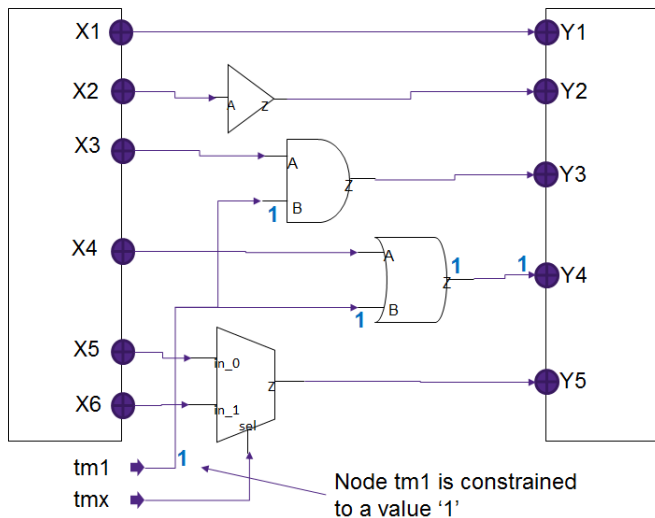 X1
Y1
X2
A
Z
Y2
X3
A
Z
Y3
1
B
X4
A
1
1
Z
Y4
1
B
X5
in_0
Z
Y5
X6
in_1
sel
tm1
1
tmx
Node tm1 is constrained
to a value ‘1’